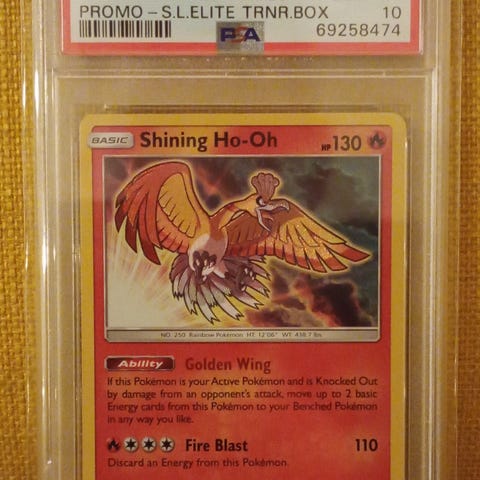 PROMO - S.L.ELITE TRNR.BOX 10
PSA 69258474
BASIC Shining Ho-Oh HP 130
NO. 250 Rainbow Pokémon HT: 12'06" WT: 438.7 lbs.
Ability Golden Wing
If this Pokémon is your Active Pokémon and is Knocked Out
by damage from an opponent's attack, move up to 2 basic
Energy cards from this Pokémon to your Benched Pokémon
in any way you like.
Fire Blast 110
Discard an Energy from this Pokémon.